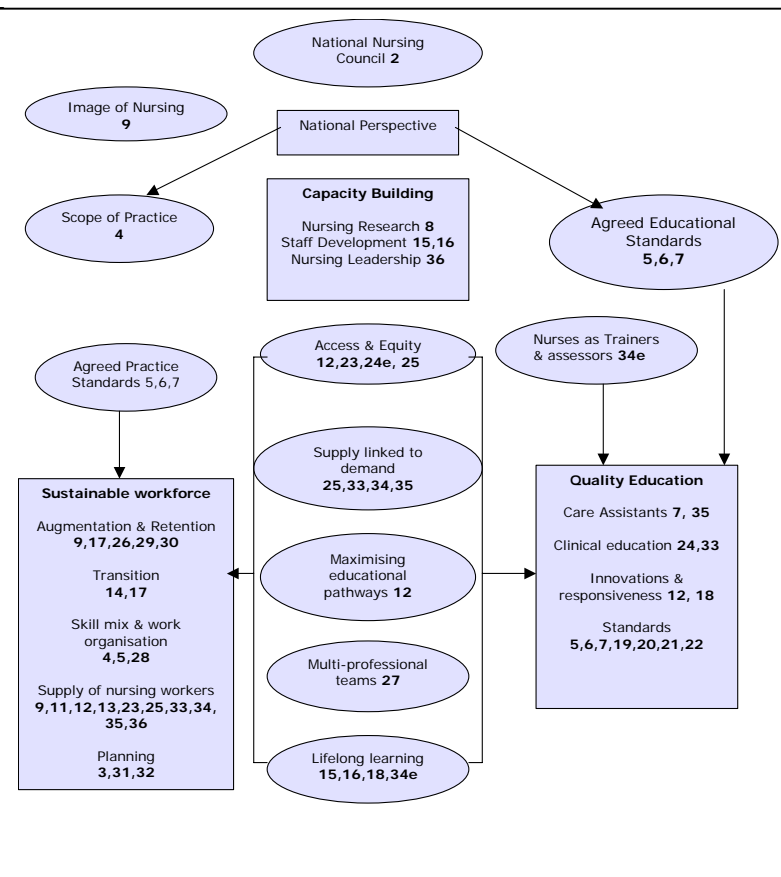 National Nursing
Council 2
Image of Nursing
9
National Perspective
Scope of Practice
4
Capacity Building
Nursing Research 8
Staff Development 15,16
Nursing Leadership 36
Agreed Educational
Standards
5,6,7
Agreed Practice
Standards 5,6,7
Access & Equity
12,23,24e, 25
Nurses as Trainers
& assessors 34e
Supply linked to
demand
25,33,34,35
Maximising
educational
pathways 12
Multi-professional
teams 27
Lifelong learning
15,16,18,34e
Sustainable workforce
Augmentation & Retention
9,17,26,29,30
Transition
14,17
Skill mix & work
organisation
4,5,28
Supply of nursing workers
9,11,12,13,23,25,33,34,
35,36
Planning
3,31,32
Quality Education
Care Assistants 7, 35
Clinical education 24,33
Innovations &
responsiveness 12, 18
Standards
5,6,7,19,20,21,22